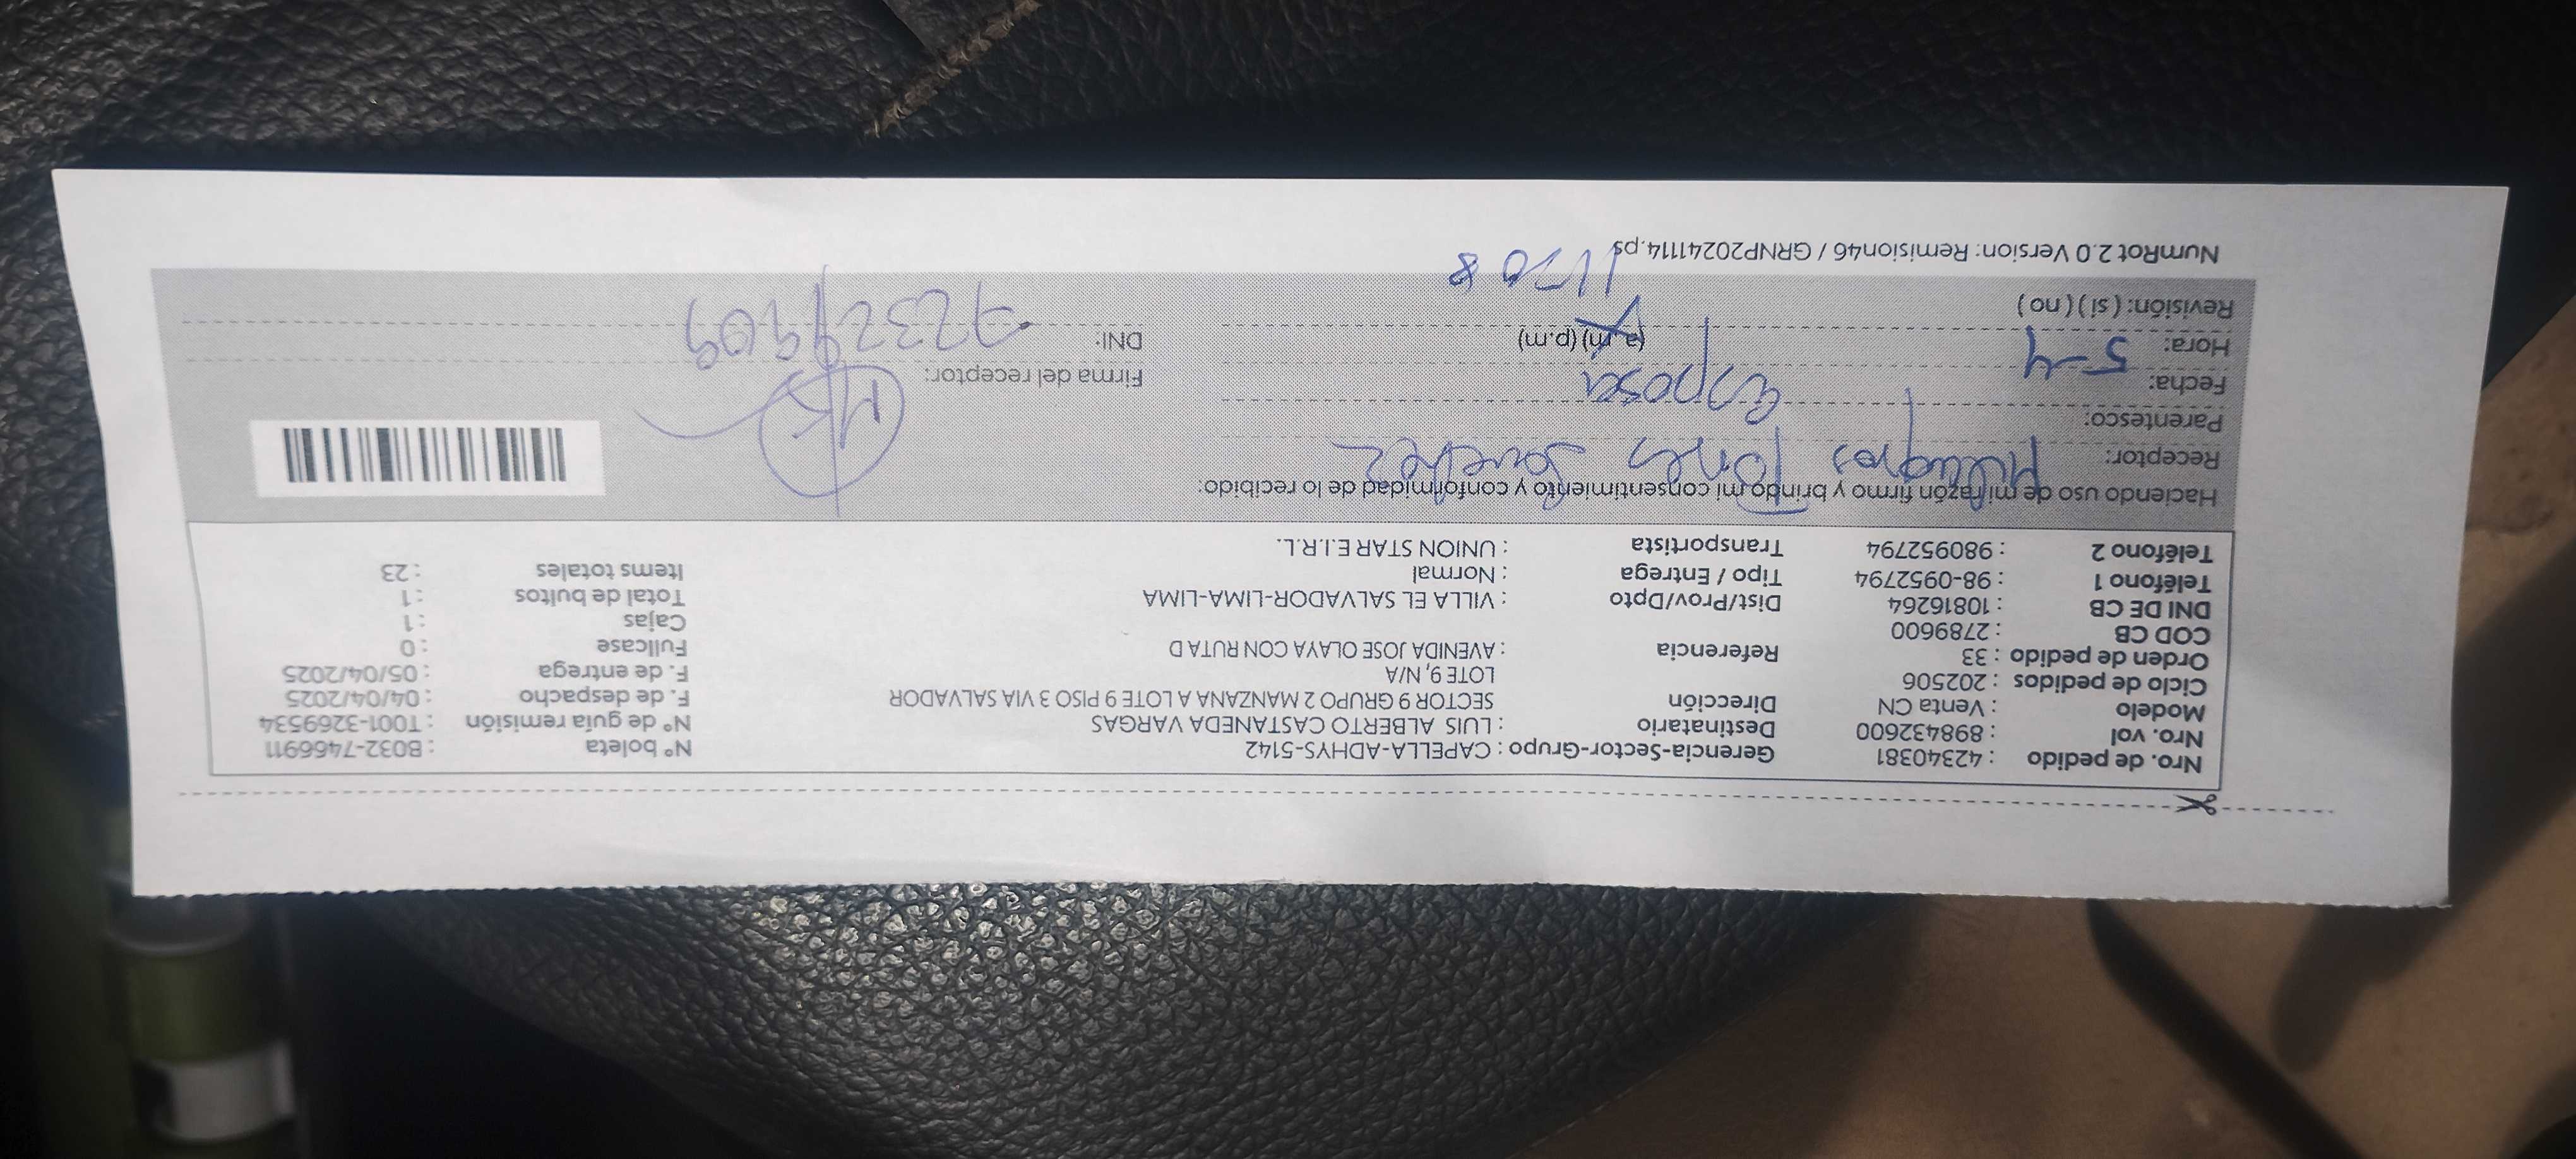 Nro. de pedido : 42340381 Gerencia-Sector-Grupo : CAPELLA-ADHYS-5142 N° boleta : B032-7466911
Nro. vol : 898432600 Destinatario : LUIS ALBERTO CASTANEDA VARGAS N° de guía remisión : T001-3269534
Modelo : Venta CN Dirección SECTOR 9 GRUPO 2 MANZANA A LOTE 9 PISO 3 VIA SALVADOR F. de despacho : 04/04/2025
Ciclo de pedidos : 202506 LOTE 9, N/A F. de entrega : 05/04/2025
Orden de pedido : 33 Referencia : AVENIDA JOSE OLAYA CON RUTA D Fullcase : 0
COD CB : 2789600 Cajas : 1
DNI DE CB : 10816264 Dist/Prov/Dpto : VILLA EL SALVADOR-LIMA-LIMA Total de bultos : 1
Teléfono 1 : 98-0952794 Tipo / Entrega : Normal Items totales : 23
Teléfono 2 : 980952794 Transportista : UNION STAR E.I.R.L.
Haciendo uso de mi razón firmo y brindo mi consentimiento y conformidad de lo recibido:
Receptor: Milagros Sanchez
Parentesco: Esposa
Fecha: 5-4 Firma del receptor:
Hora: (a.m) (p.m) DNI:
Revisión: ( sí ) ( no )
NumRot 2.0 Version: Remision46 / GRNP20241114.ps